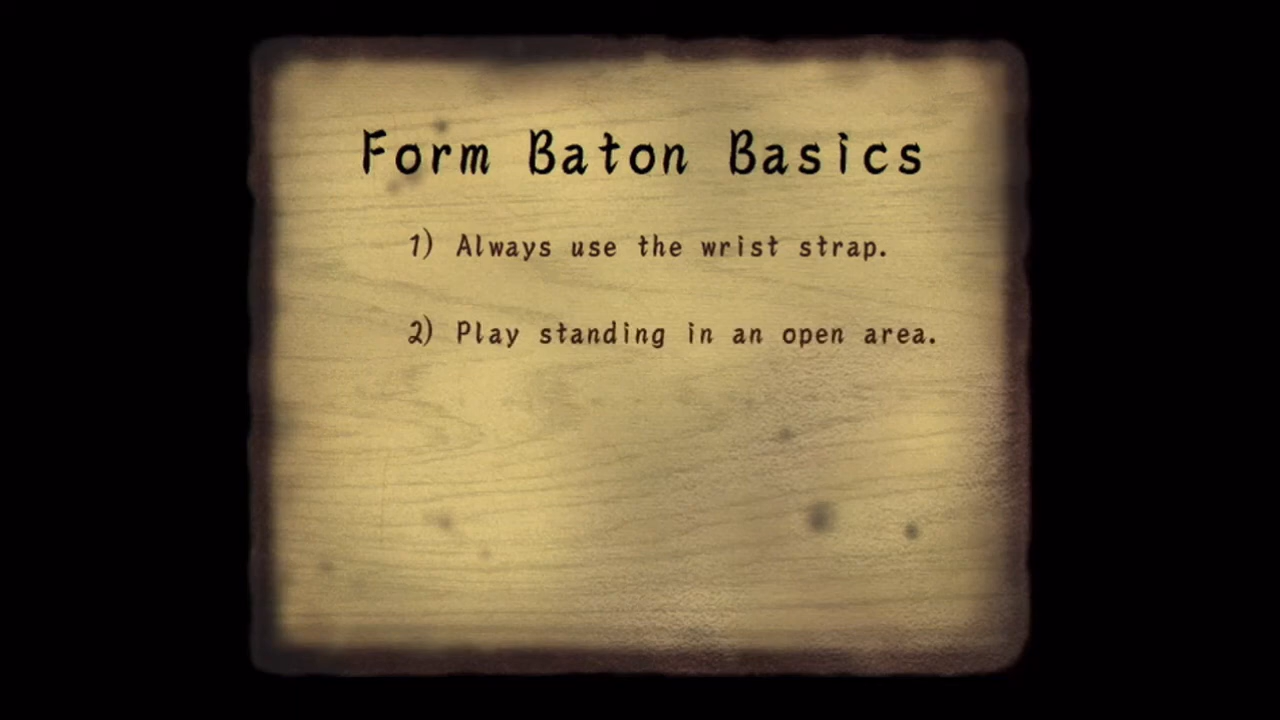 Form Baton Basics
1) Always use the wrist strap.
2) Play standing in an open area.